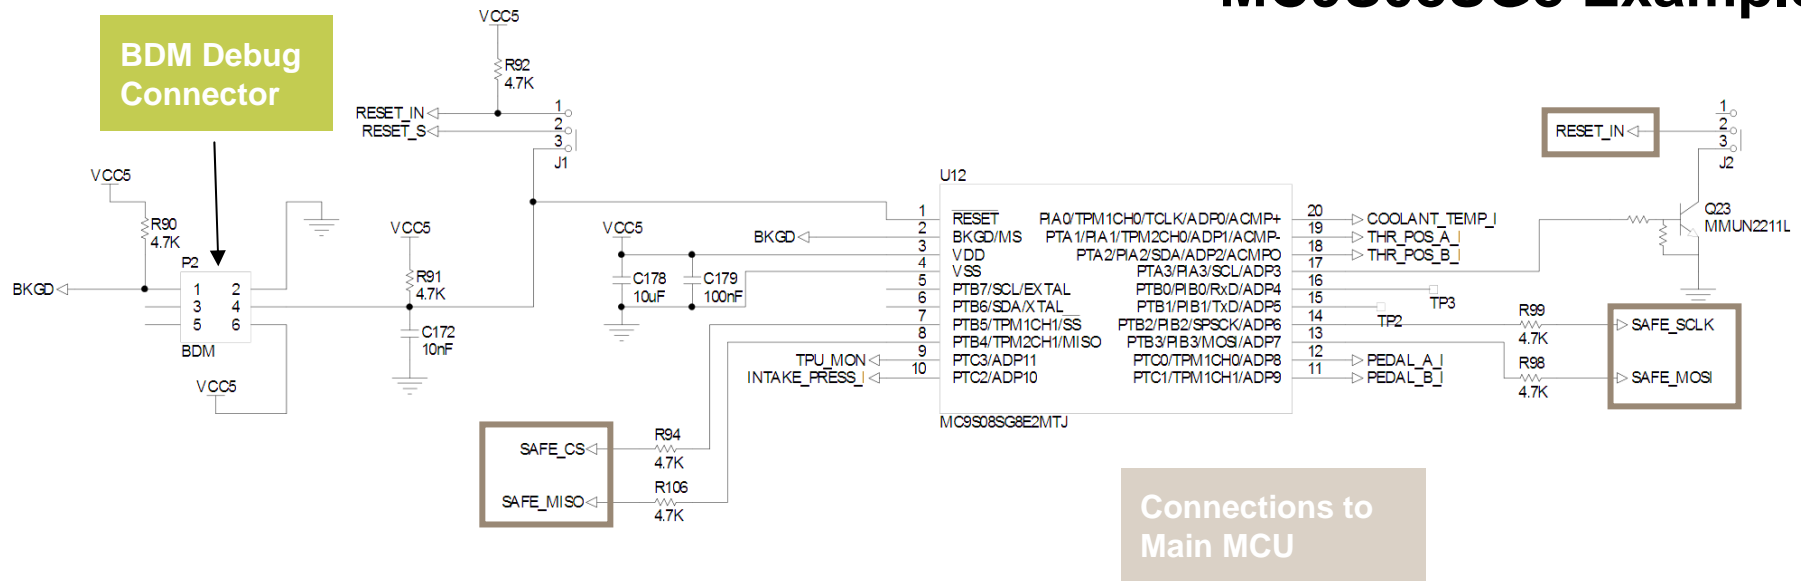 MC9S08SG8 Example
BDM Debug
Connector
VCC5
R92
4.7K
RESET_IN
RESET_S
1
2
3
J1
VCC5
R90
4.7K
P2
BKGD
1 2
3 4
5 6
BDM
VCC5
VCC5
R91
4.7K
C172
10nF
VCC5
C178
10uF
C179
100nF
BKGD
TPU_MON
INTAKE_PRESS_I
U12
1 RESET
2 BKGD/MS
3 VDD
4 VSS
5 PTB7/SCL/EXTAL
6 PTB6/SDA/XTAL
7 PTB5/TPM1CH1/SS
8 PTB4/TPM2CH1/MISO
9 PTC3/ADP11
10 PTC2/ADP10
PIA0/TPM1CH0/TCLK/ADP0/ACMP+ 20
PTA1/PIA1/TPM2CH0/ADP1/ACMP- 19
PTA2/PIA2/SDA/ADP2/ACMPO 18
PTA3/PIA3/SCL/ADP3 17
PTB0/PIB0/RxD/ADP4 16
PTB1/PIB1/TxD/ADP5 15
PTB2/PIB2/SPSCK/ADP6 14
PTB3/PIB3/MOSI/ADP7 13
PTC0/TPM1CH0/ADP8 12
PTC1/TPM1CH1/ADP9 11
MC9S08SG8E2MTJ
COOLANT_TEMP_I
THR_POS_A_I
THR_POS_B_I
TP3
TP2
PEDAL_A_I
PEDAL_B_I
RESET_IN
1
2
3
J2
Q23
MMUN2211L
R99
4.7K
R98
4.7K
SAFE_SCLK
SAFE_MOSI
SAFE_CS
SAFE_MISO
R94
4.7K
R106
4.7K
Connections to
Main MCU